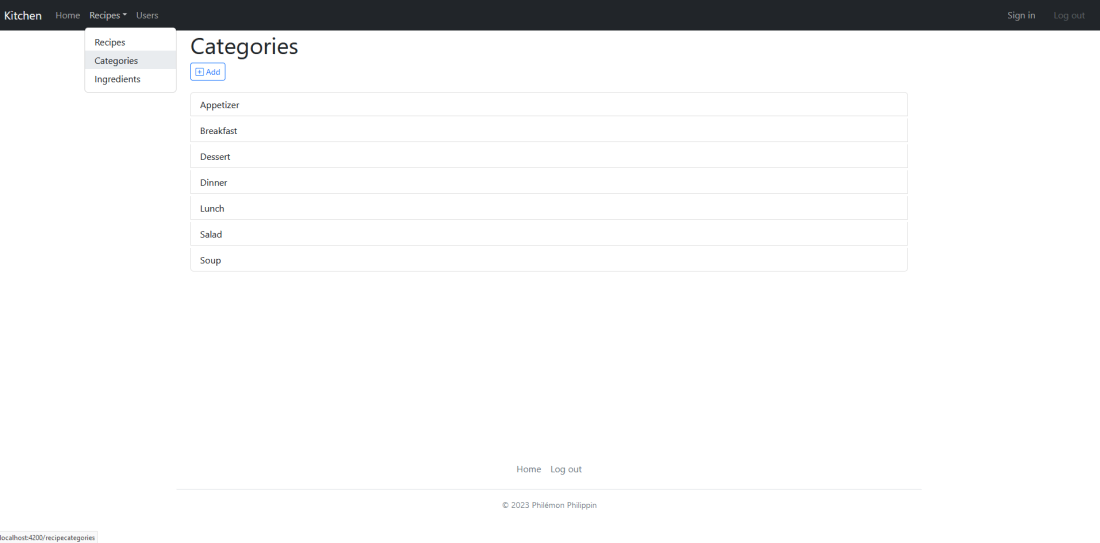 Kitchen Home Recipes Users Sign in Log out
Recipes
Categories
Ingredients
Categories
Add
Appetizer
Breakfast
Dessert
Dinner
Lunch
Salad
Soup
Home Log out
© 2023 Philémon Philippin
localhost:4200/recipecategories